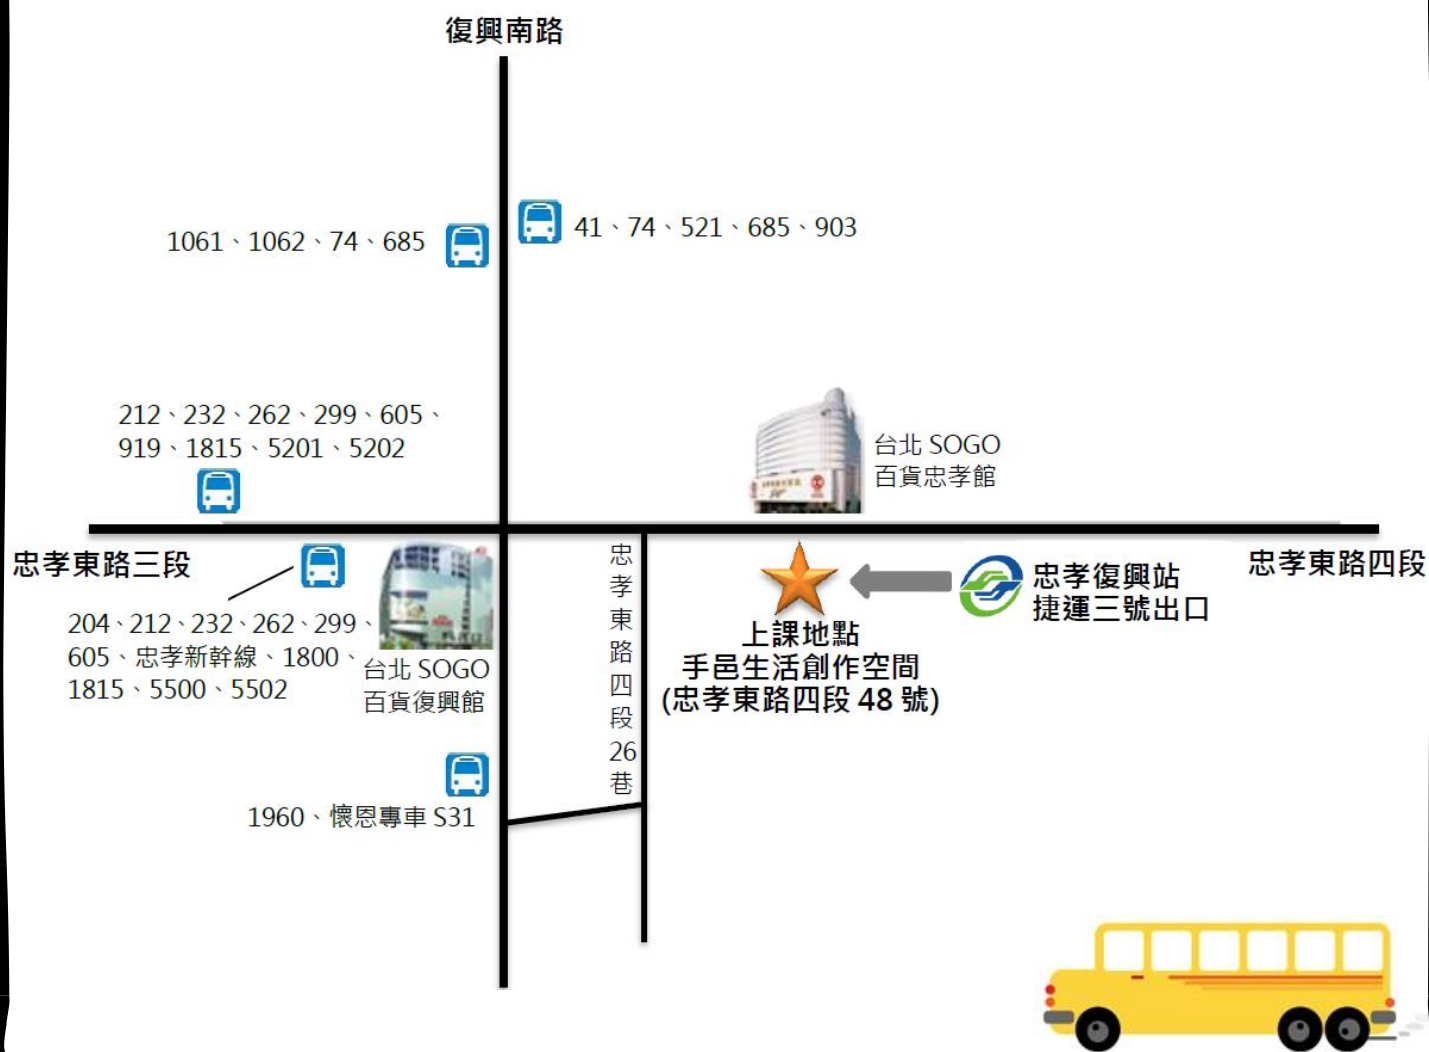 復興南路
41、74、521、685、903
1061、1062、74、685
212、232、262、299、605、
919、1815、5201、5202
台北 SOGO
百貨忠孝館
忠孝東路三段
忠孝東路四段
204、212、232、262、299、
605、忠孝新幹線、1800、
1815、5500、5502
台北 SOGO
百貨復興館
忠孝東路四段26巷
忠孝復興站
捷運三號出口
上課地點
手邑生活創作空間
(忠孝東路四段 48 號)
1960、懷恩專車 S31